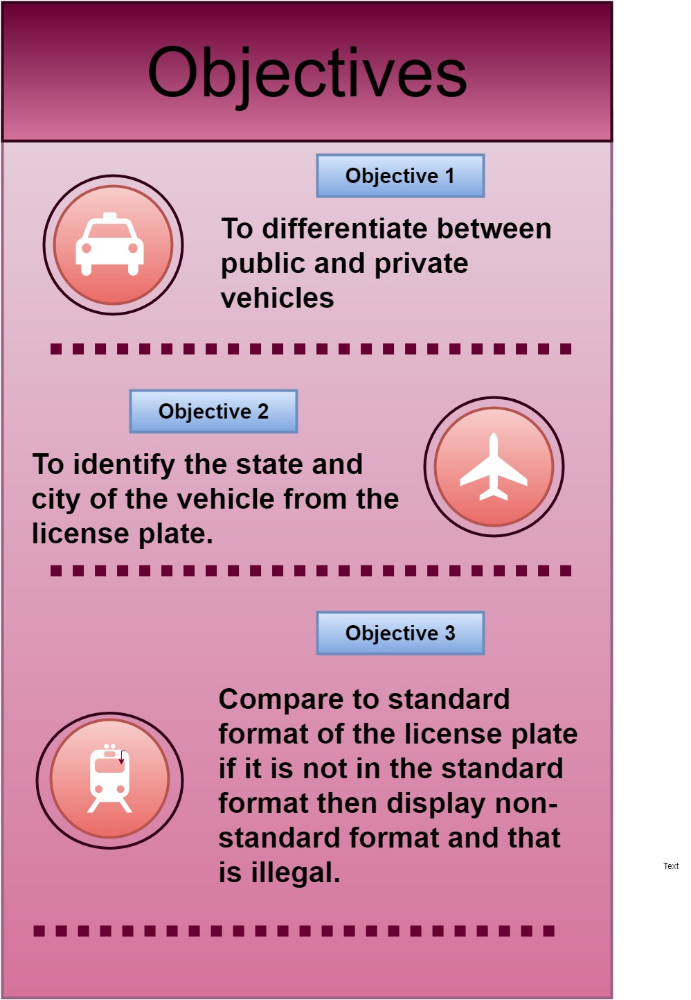 Objectives
Objective 1
To differentiate between
public and private
vehicles
Objective 2
To identify the state and
city of the vehicle from the
license plate.
Objective 3
Compare to standard
format of the license plate
if it is not in the standard
format then display non-
standard format and that
is illegal.
Text